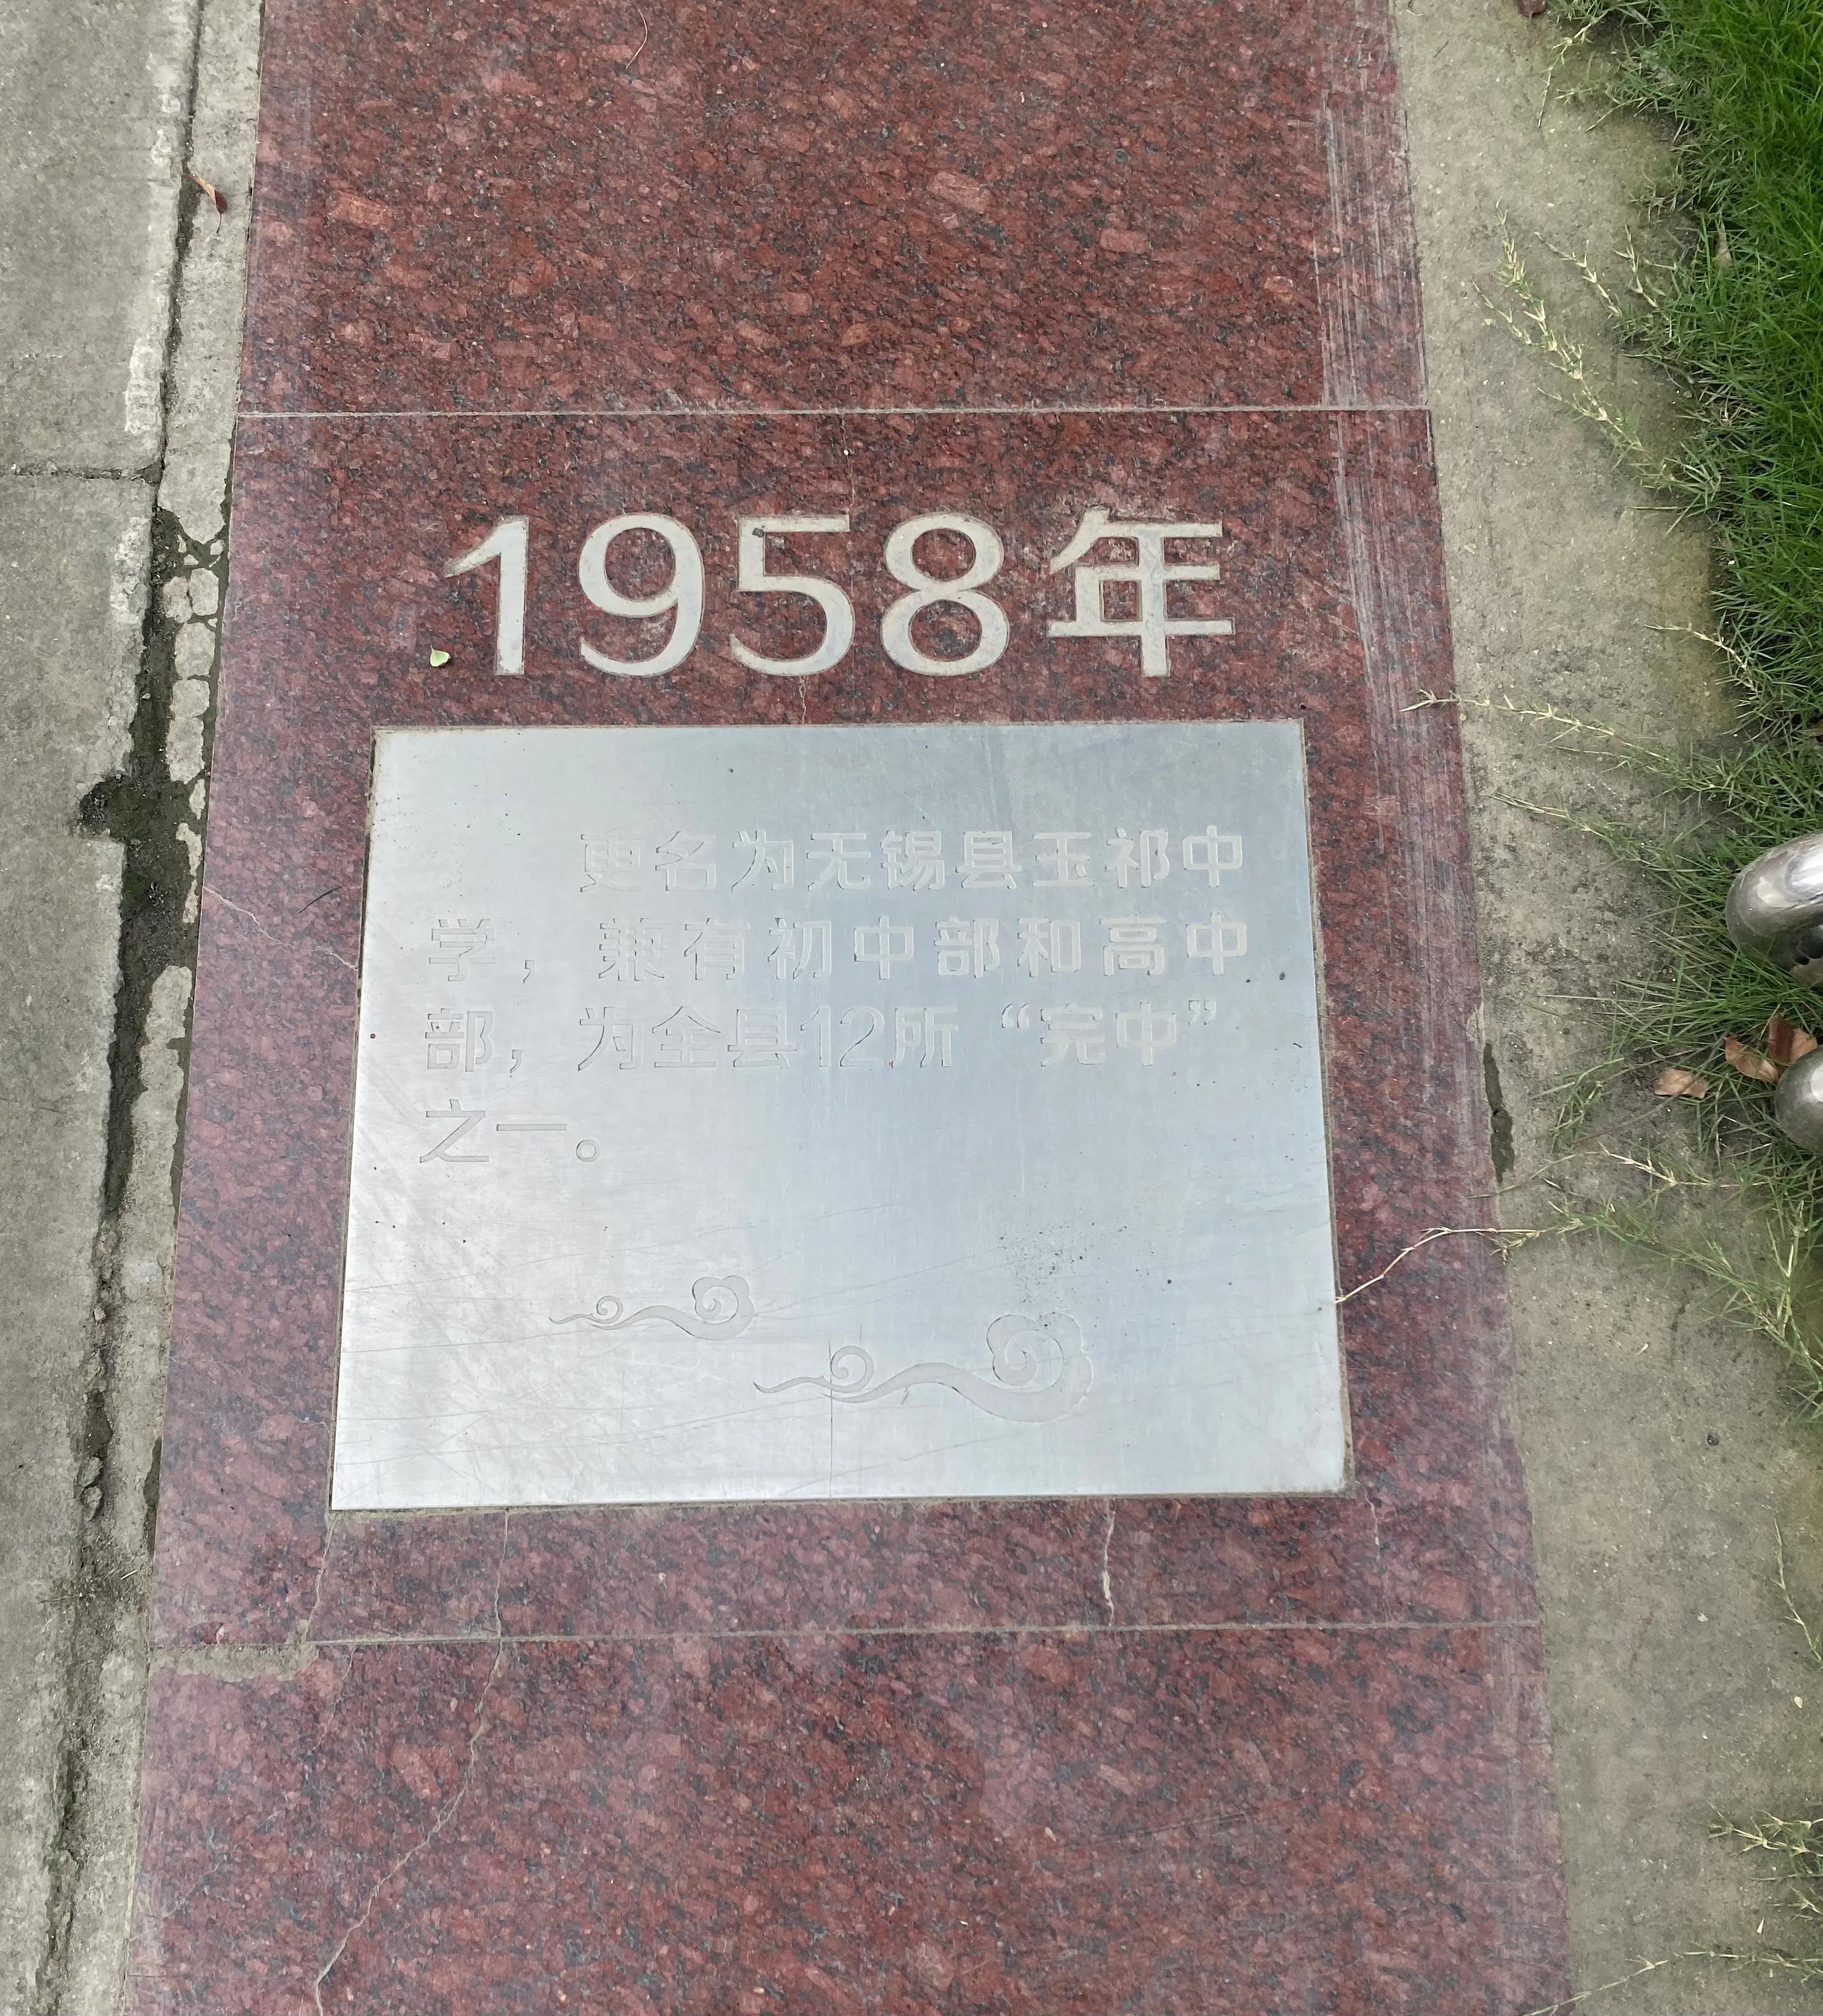 1958年
更名为无锡县玉祁中
学，兼有初中部和高中
部，为全县12所“完中”
之一。